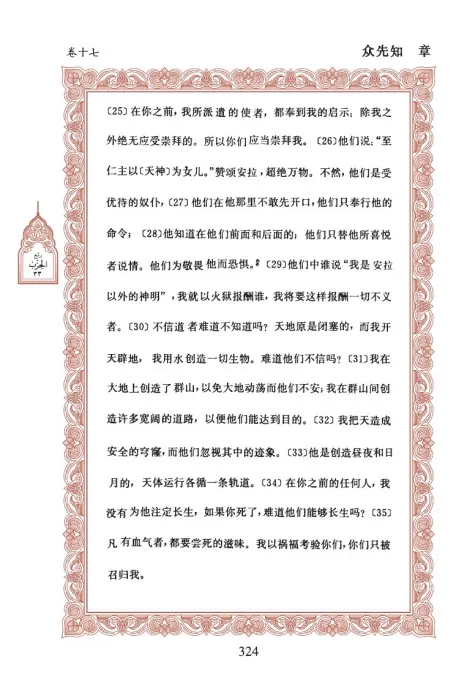 卷十七
众先知　章
〔25〕在你之前，我所派遣的使者，都奉到我的启示：除我之
外绝无应受崇拜的。所以你们应当崇拜我。〔26〕他们说：“至
仁主以〔天神〕为女儿。”赞颂安拉，超绝万物。不然，他们是受
优待的奴仆，〔27〕他们在他那里不敢先开口，他们只奉行他的
命令；〔28〕他知道在他们前面和后面的；他们只替他所喜悦
者说情。他们为敬畏他而恐惧。〔29〕他们中谁说“我是安拉
以外的神明”，我就以火狱报酬谁，我将要这样报酬一切不义
者。〔30〕不信道者难道不知道吗？天地原是闭塞的，而我开
天辟地，我用水创造一切生物。难道他们不信吗？〔31〕我在
大地上创造了群山，以免大地动荡而他们不安；我在群山间创
造许多宽阔的道路，以便他们能达到目的。〔32〕我把天造成
安全的穹窿，而他们忽视其中的迹象。〔33〕他是创造昼夜和日
月的，天体运行各循一条轨道。〔34〕在你之前的任何人，我
没有为他注定长生，如果你死了，难道他们能够长生吗？〔35〕
凡有血气者，都要尝死的滋味。我以祸福考验你们，你们只被
召归我。
ربع
الحزب
٣٣
324